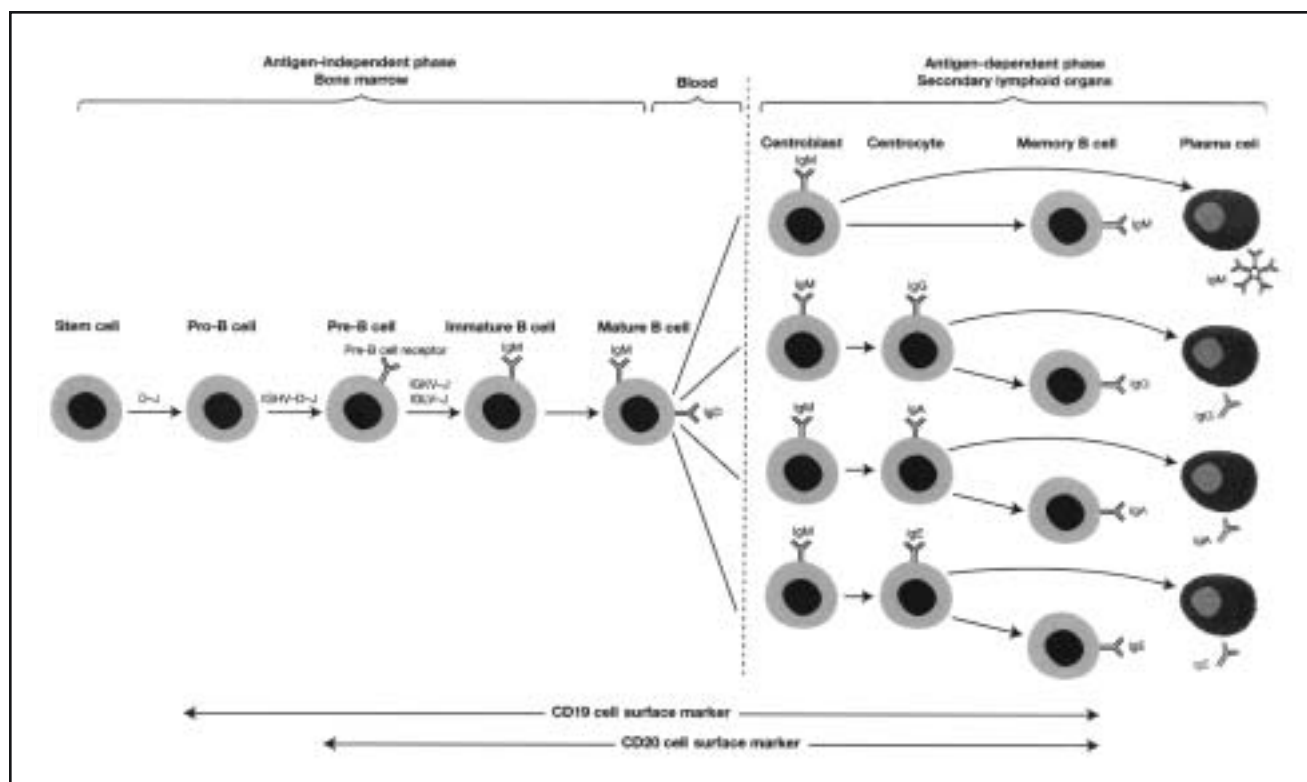 Antigen-independent phase
Bone marrow
Blood
Antigen-dependent phase
Secondary lymphoid organs
Centroblast
Centrocyte
Memory B cell
Plasma cell
IgM
IgM
IgM
IgM
IgG
Stem cell
Pro-B cell
Pre-B cell
Immature B cell
Mature B cell
Pre-B cell receptor
IgM
IgM
D–J
IGHV–D–J
IGKV–J
IGLV–J
IgD
IgG
IgG
IgM
IgA
IgA
IgA
IgM
IgE
IgE
IgE
CD19 cell surface marker
CD20 cell surface marker